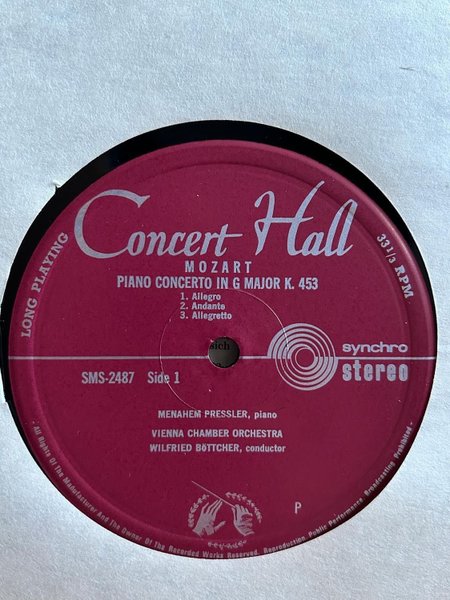 LONG PLAYING
Concert Hall
33 1/3 RPM
MOZART
PIANO CONCERTO IN G MAJOR K. 453
1. Allegro
2. Andante
3. Allegretto
sich
synchro
stereo
SMS-2487 Side 1
MENAHEM PRESSLER, piano
VIENNA CHAMBER ORCHESTRA
WILFRIED BöTTCHER, conductor
P
- All Rights Of The Manufacturer And The Owner Of The Recorded Works Reserved. Reproduction, Public Performance, Broadcasting Prohibited -